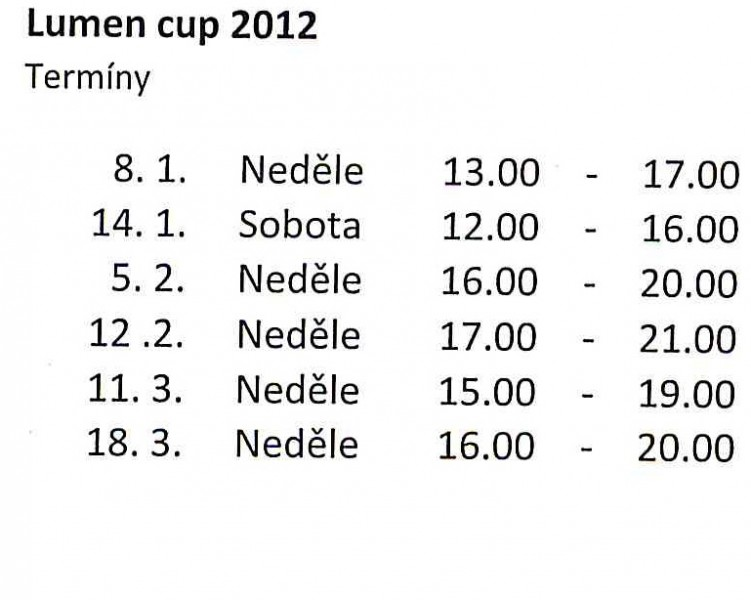 Lumen cup 2012
Termíny
8. 1. Neděle 13.00 - 17.00
14. 1. Sobota 12.00 - 16.00
5. 2. Neděle 16.00 - 20.00
12 .2. Neděle 17.00 - 21.00
11. 3. Neděle 15.00 - 19.00
18. 3. Neděle 16.00 - 20.00